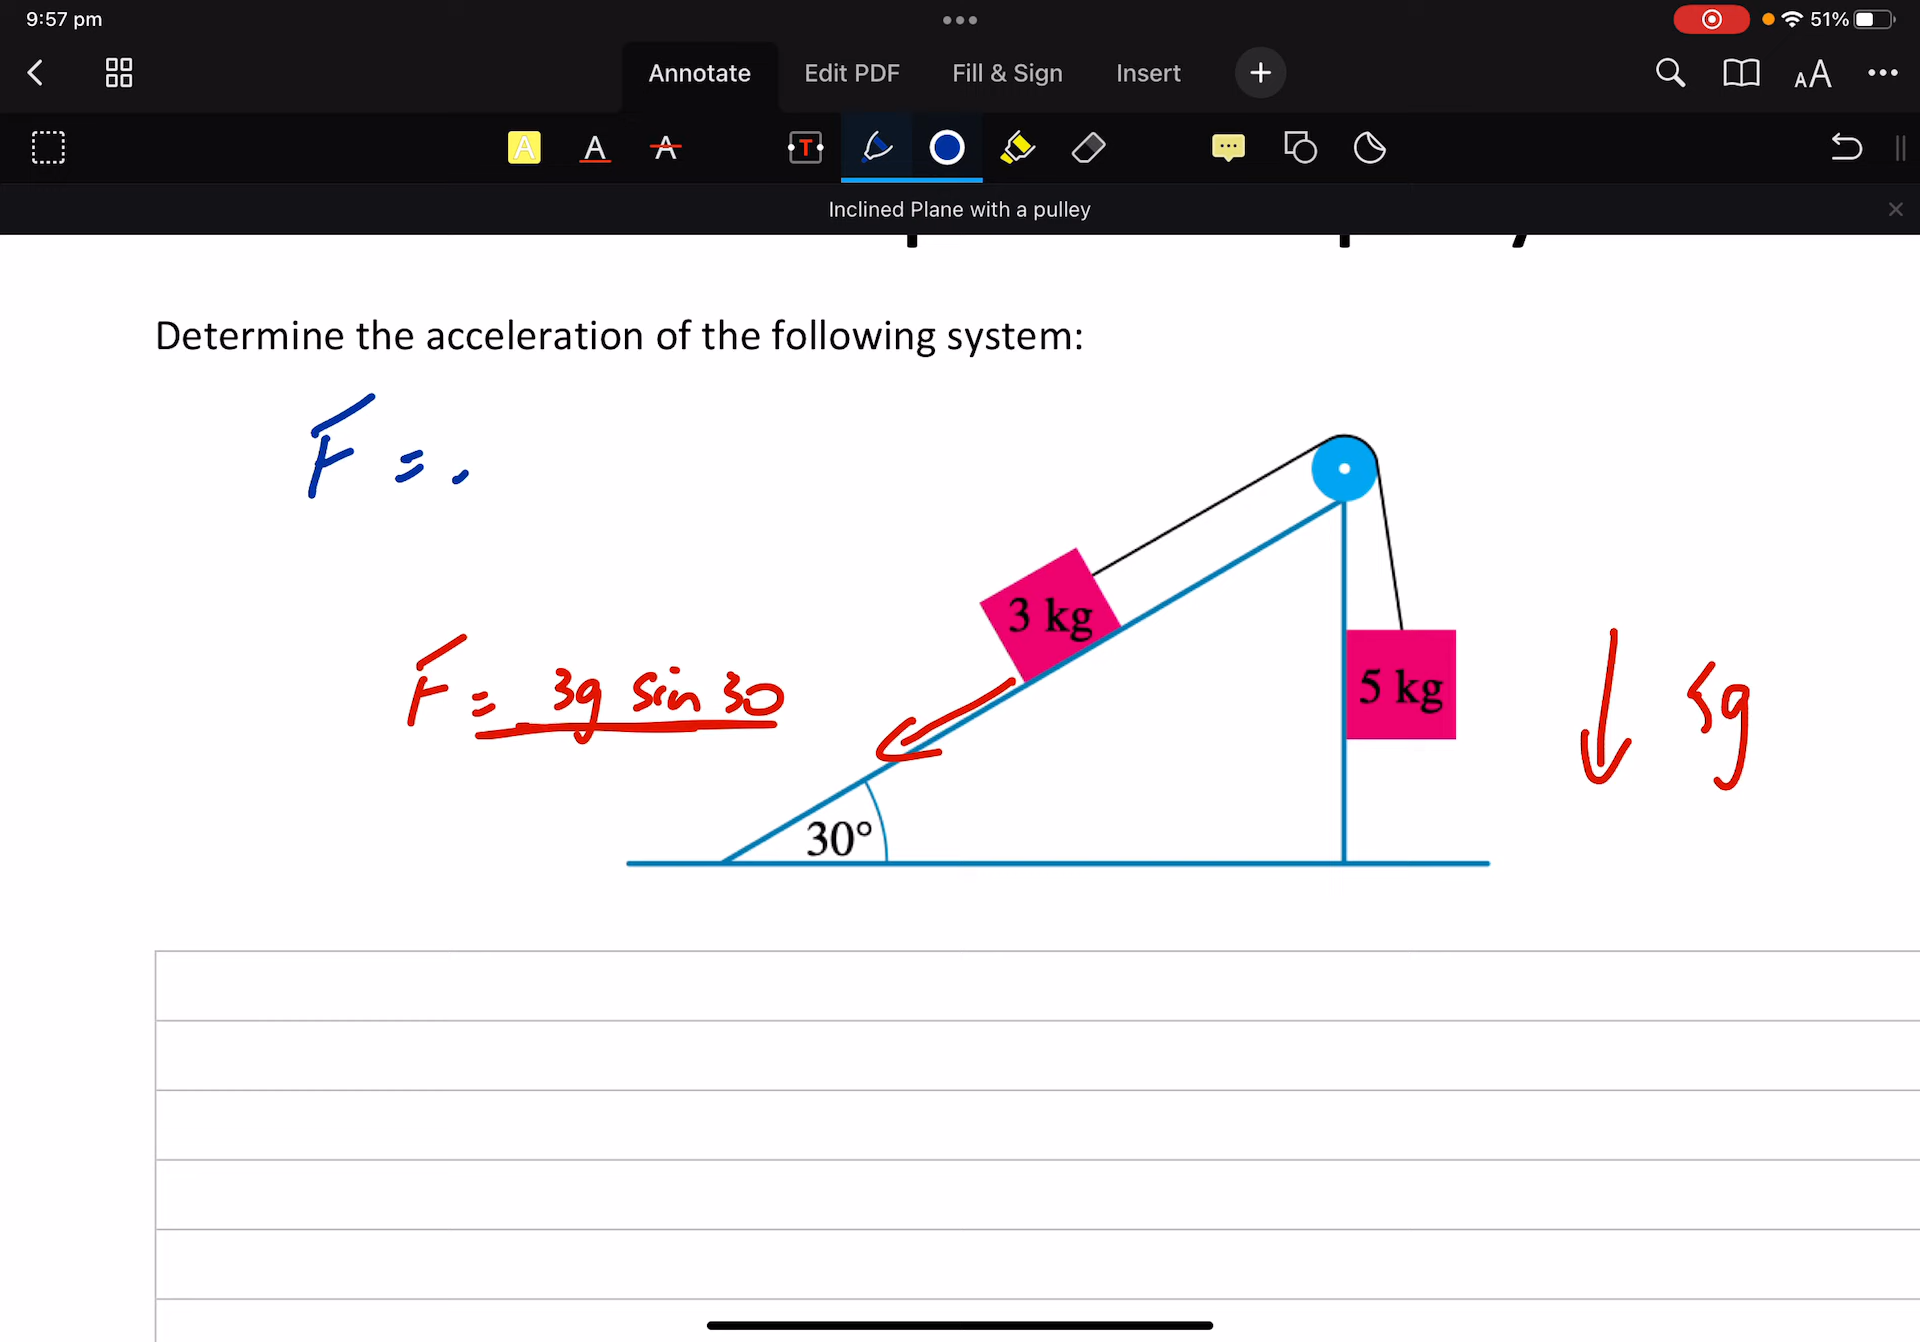 9:57 pm
51%
Annotate Edit PDF Fill & Sign Insert
AA
A A A T
Inclined Plane with a pulley
Determine the acceleration of the following system:
F =
3 kg
F = 3g sin 30
5 kg
5g
30°